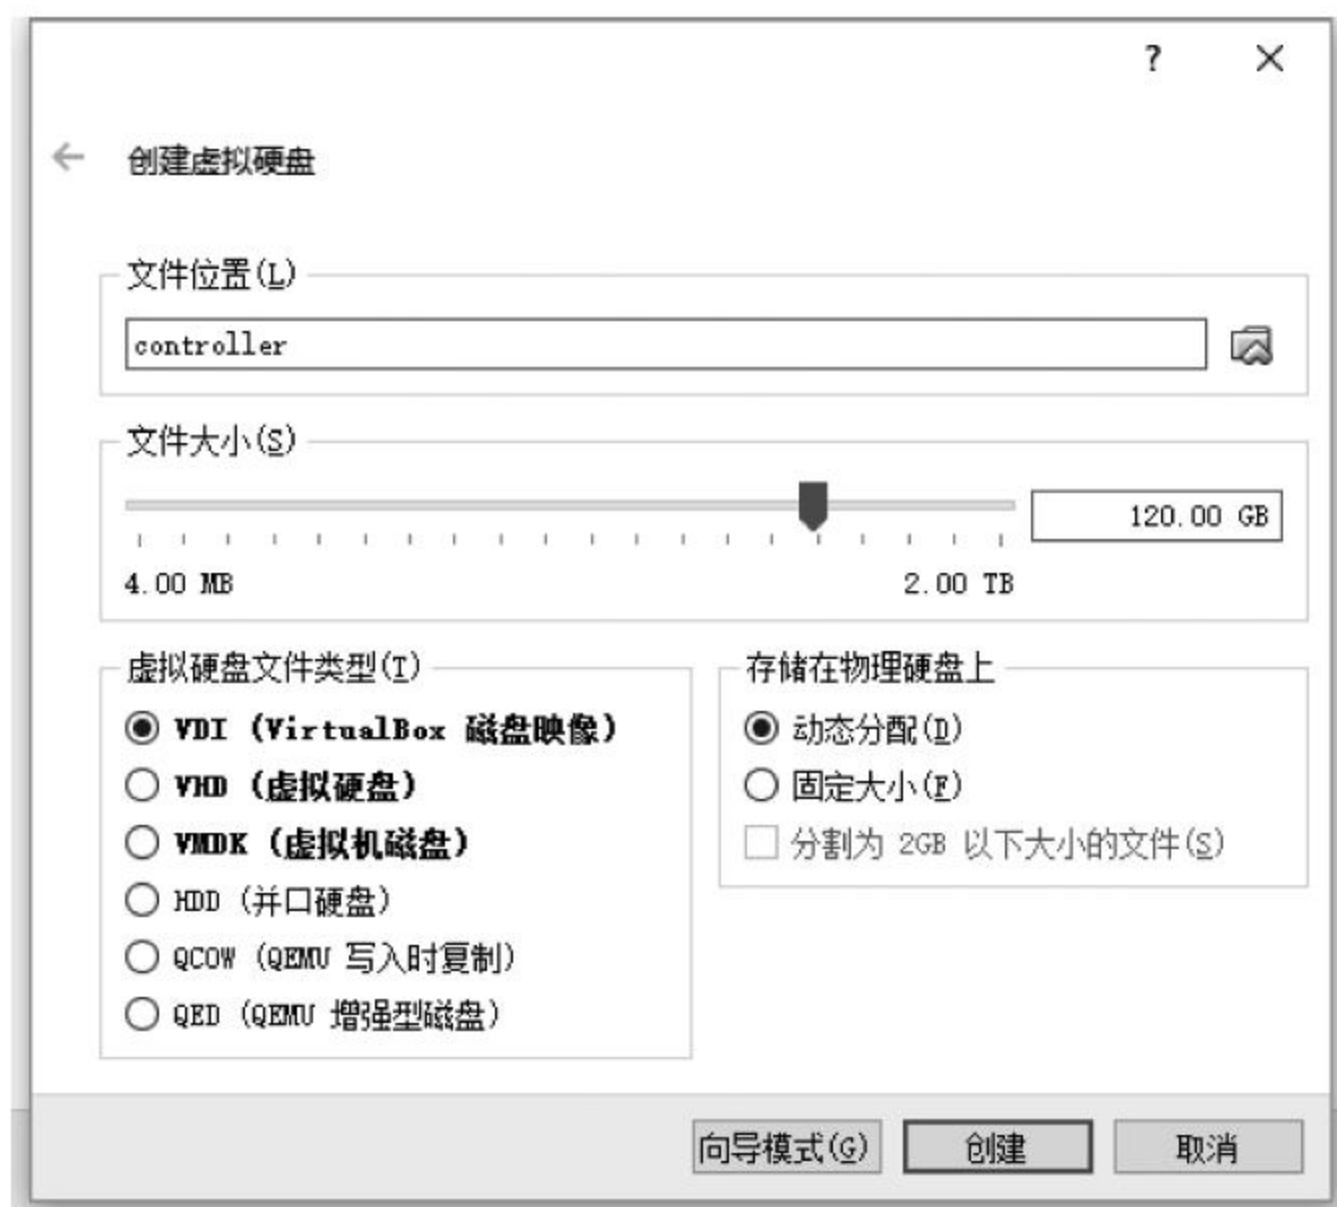 ?
创建虚拟硬盘
文件位置(L)
controller
文件大小(S)
120.00 GB
4.00 MB 2.00 TB
虚拟硬盘文件类型(T)
VDI (VirtualBox 磁盘映像)
VHD (虚拟硬盘)
VMDK (虚拟机磁盘)
HDD (并口硬盘)
QCOW (QEMU 写入时复制)
QED (QEMU 增强型磁盘)
存储在物理硬盘上
动态分配(D)
固定大小(F)
分割为 2GB 以下大小的文件(S)
向导模式(G) 创建 取消